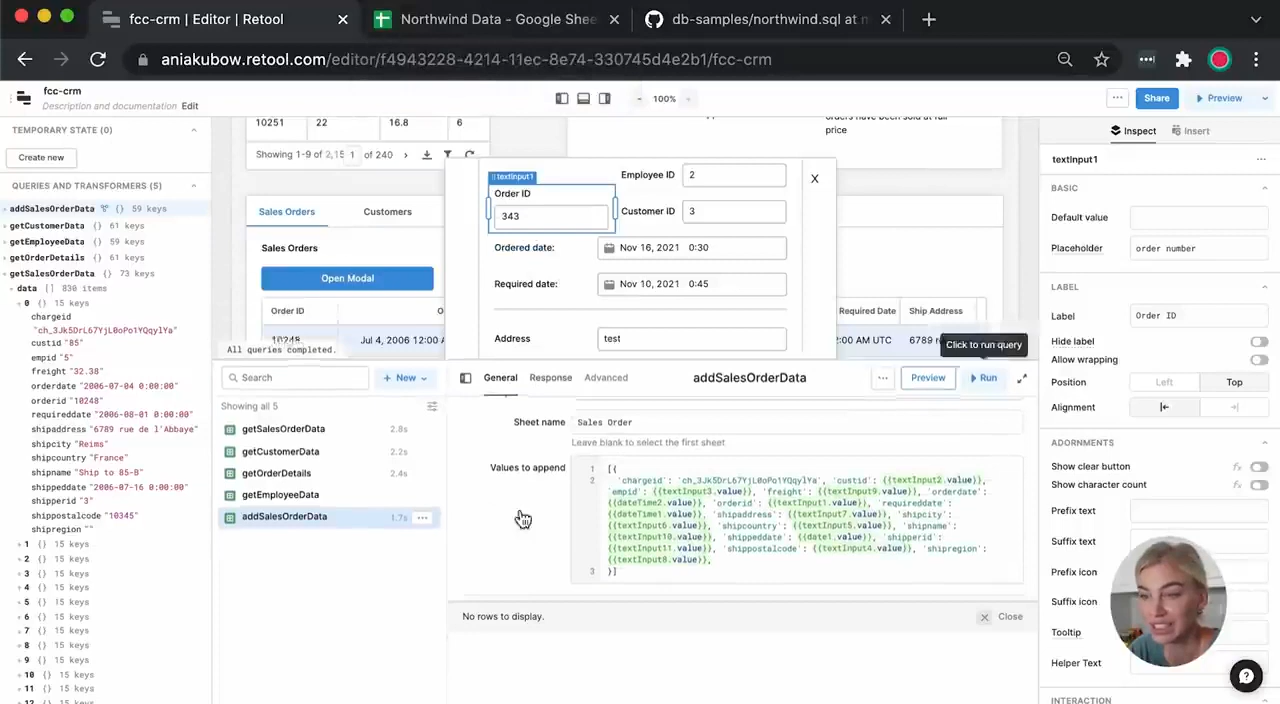 fcc-crm | Editor | Retool
Northwind Data - Google Shee
db-samples/northwind.sql at m
aniakubow.retool.com/editor/f4943228-4214-11ec-8e74-330745d4e2b1/fcc-crm
fcc-crm
Description and documentation Edit
100%
Share
Preview
TEMPORARY STATE (0)
Create new
QUERIES AND TRANSFORMERS (5)
addSalesOrderData {} 59 keys
getCustomerData {} 61 keys
getEmployeeData {} 59 keys
getOrderDetails {} 61 keys
getSalesOrderData {} 73 keys
data [] 830 items
0 {} 15 keys
chargeid
"ch_3Jk5DrL67YjL0oPo1YQqylYa"
custid "85"
empid "5"
freight "32.38"
orderdate "2006-07-04 0:00:00"
orderid "10248"
requireddate "2006-08-01 0:00:00"
shipaddress "6789 rue de l'Abbaye"
shipcity "Reims"
shipcountry "France"
shipname "Ship to 85-B"
shippeddate "2006-07-16 0:00:00"
shipperid "3"
shippostalcode "10345"
shipregion ""
1 {} 15 keys
2 {} 15 keys
3 {} 15 keys
4 {} 15 keys
5 {} 15 keys
6 {} 15 keys
7 {} 15 keys
8 {} 15 keys
9 {} 15 keys
10 {} 15 keys
11 {} 15 keys
10251 22 16.8 6
Showing 1-9 of 2,15 1 of 240
orders have been sold at full
price
Sales Orders
Customers
Sales Orders
Open Modal
Order ID
10248 Jul 4, 2006 12:00
Required Date Ship Address
:00 AM UTC 6789
textInput1
Order ID
343
Employee ID 2
Customer ID 3
X
Ordered date: Nov 16, 2021 0:30
Required date: Nov 10, 2021 0:45
Address test
Click to run query
All queries completed.
Search
+ New
Showing all 5
getSalesOrderData 2.8s
getCustomerData 2.2s
getOrderDetails 2.4s
getEmployeeData
addSalesOrderData 1.7s
General
Response
Advanced
addSalesOrderData
Preview
Run
Sheet name Sales Order
Leave blank to select the first sheet
Values to append
1 [{
2 'chargeid': 'ch_3Jk5DrL67YjL0oPo1YQqylYa', 'custid': {{textInput2.value}},
'empid': {{textInput3.value}}, 'freight': {{textInput9.value}}, 'orderdate':
{{dateTime2.value}}, 'orderid': {{textInput1.value}}, 'requireddate':
{{dateTime1.value}}, 'shipaddress': {{textInput7.value}}, 'shipcity':
{{textInput6.value}}, 'shipcountry': {{textInput5.value}}, 'shipname':
{{textInput10.value}}, 'shippeddate': {{date1.value}}, 'shipperid':
{{textInput11.value}}, 'shippostalcode': {{textInput4.value}}, 'shipregion':
{{textInput8.value}},
3 }]
No rows to display.
Close
Inspect
Insert
textInput1
BASIC
Default value
Placeholder order number
LABEL
Label Order ID
Hide label
Allow wrapping
Position Left Top
Alignment
ADORNMENTS
Show clear button fx
Show character count fx
Prefix text
Suffix text
Prefix icon
Suffix icon
Tooltip
Helper Text
INTERACTION